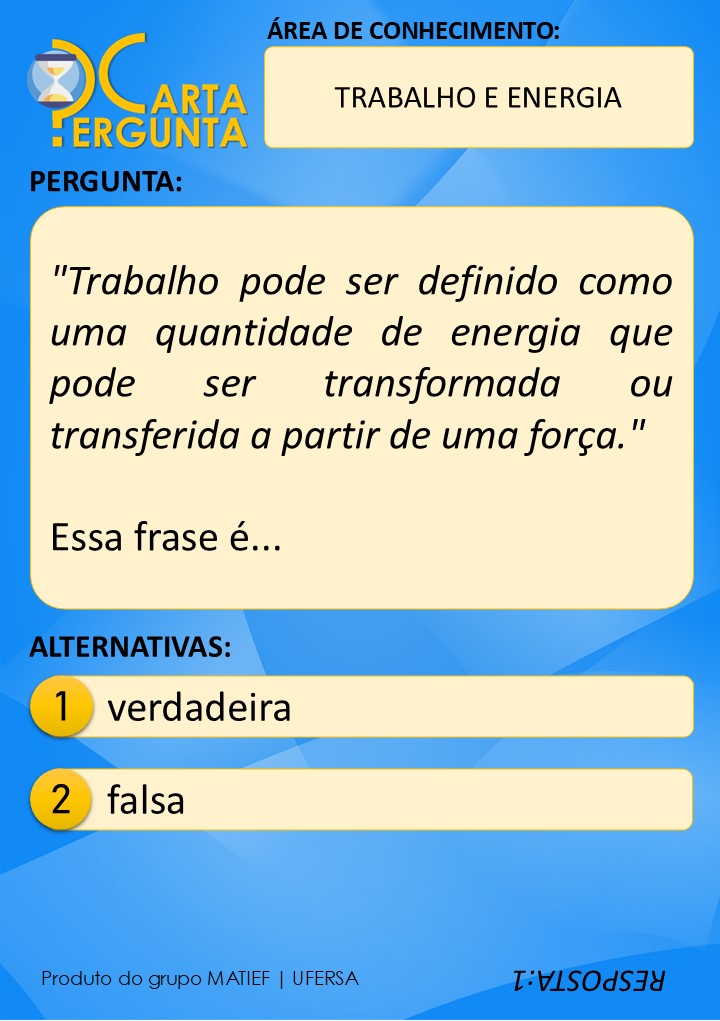 CARTA
PERGUNTA
ÁREA DE CONHECIMENTO:
TRABALHO E ENERGIA
PERGUNTA:
"Trabalho pode ser definido como
uma quantidade de energia que
pode ser transformada ou
transferida a partir de uma força."
Essa frase é...
ALTERNATIVAS:
1 verdadeira
2 falsa
Produto do grupo MATIEF | UFERSA
RESPOSTA:1